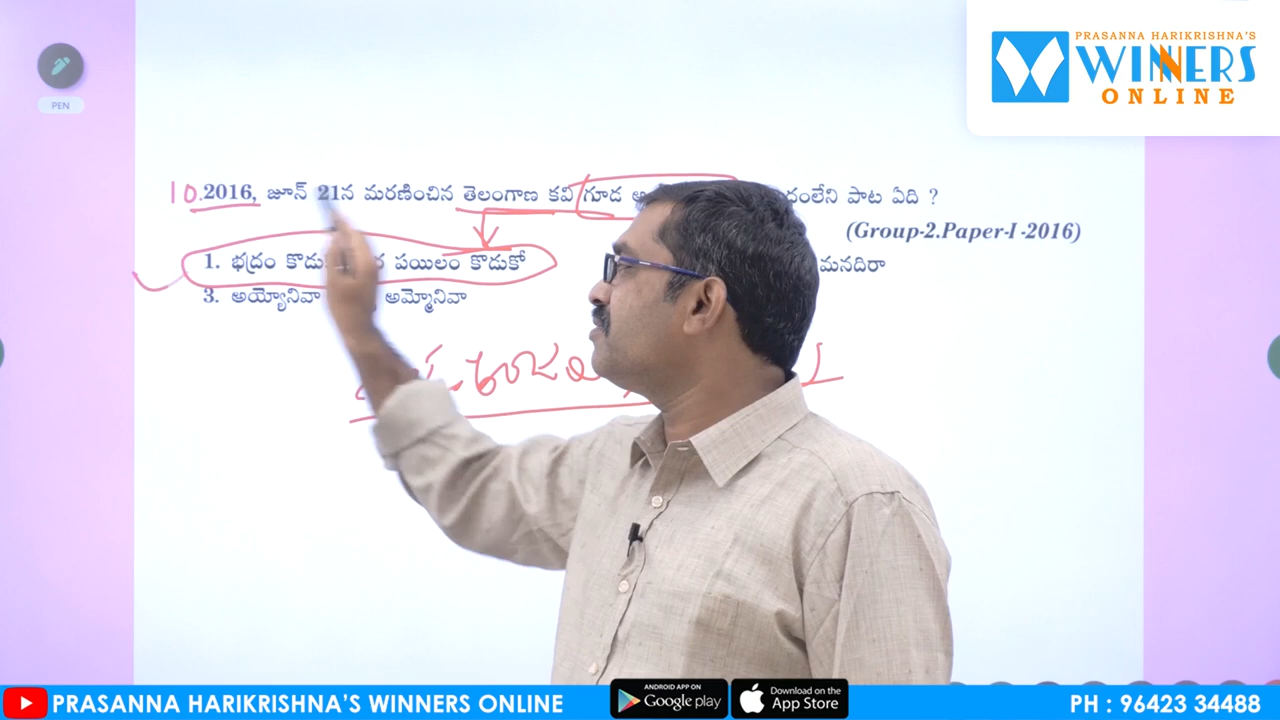 PRASANNA HARIKRISHNA'S
WINNERS
ONLINE
PEN
10. 2016, జూన్ 21న మరణించిన తెలంగాణ కవి గూడ సంబంధంలేని పాట ఏది ?
(Group-2.Paper-I-2016)
1. భద్రం కొడుకో పయిలం కొడుకో
మనదిరా
3. అయ్యోనివా అమ్మోనివా
PRASANNA HARIKRISHNA'S WINNERS ONLINE
ANDROID APP ON
Google play
Download on the
App Store
PH : 96423 34488